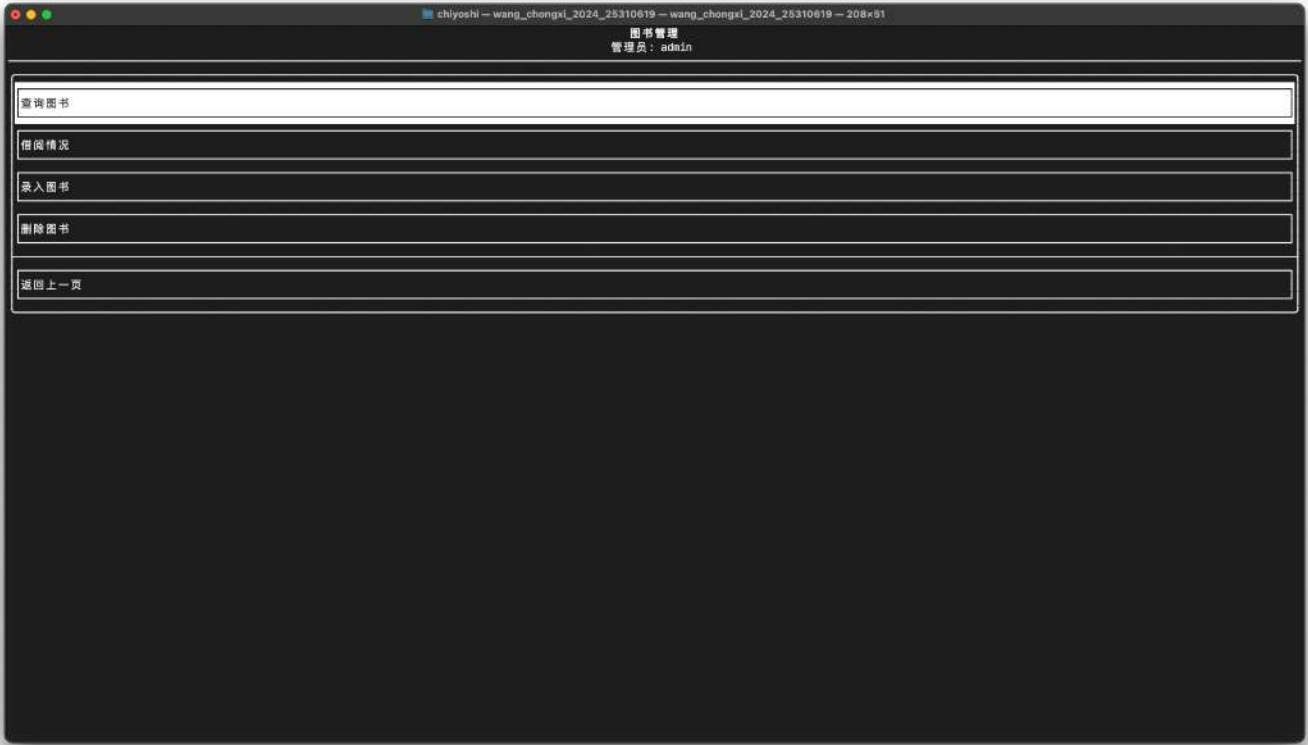 chiyoshi — wang_chongxi_2024_25310619 — wang_chongxi_2024_25310619 — 208×61
图书管理
管理员: admin
查询图书
借阅情况
录入图书
删除图书
返回上一页